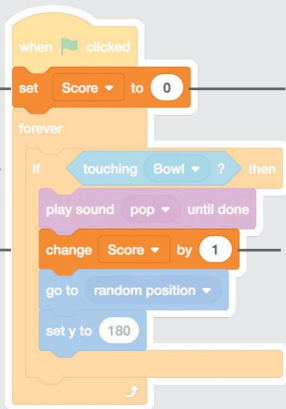 when clicked
set Score to 0
forever
if touching Bowl ? then
play sound pop until done
change Score by 1
go to random position
set y to 180